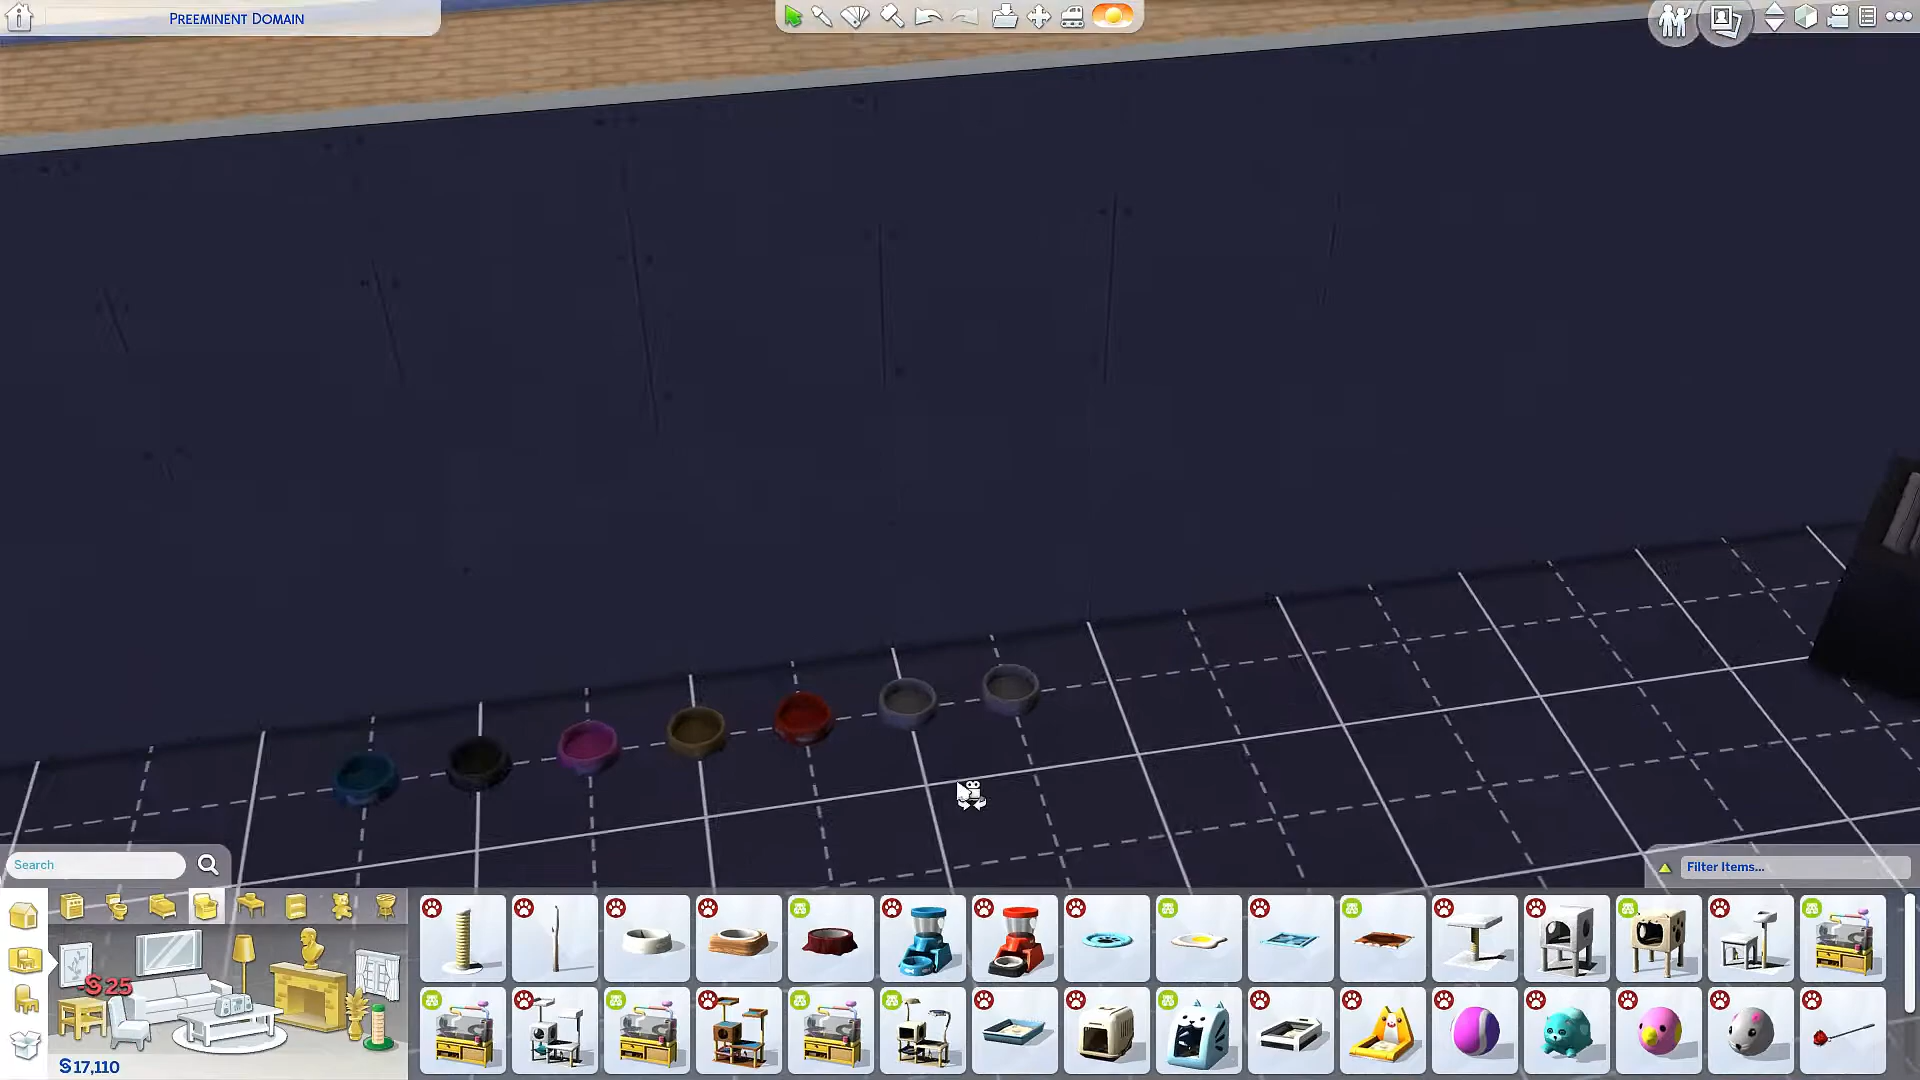 Preeminent Domain
Search
Filter Items...
-§25
§17,110